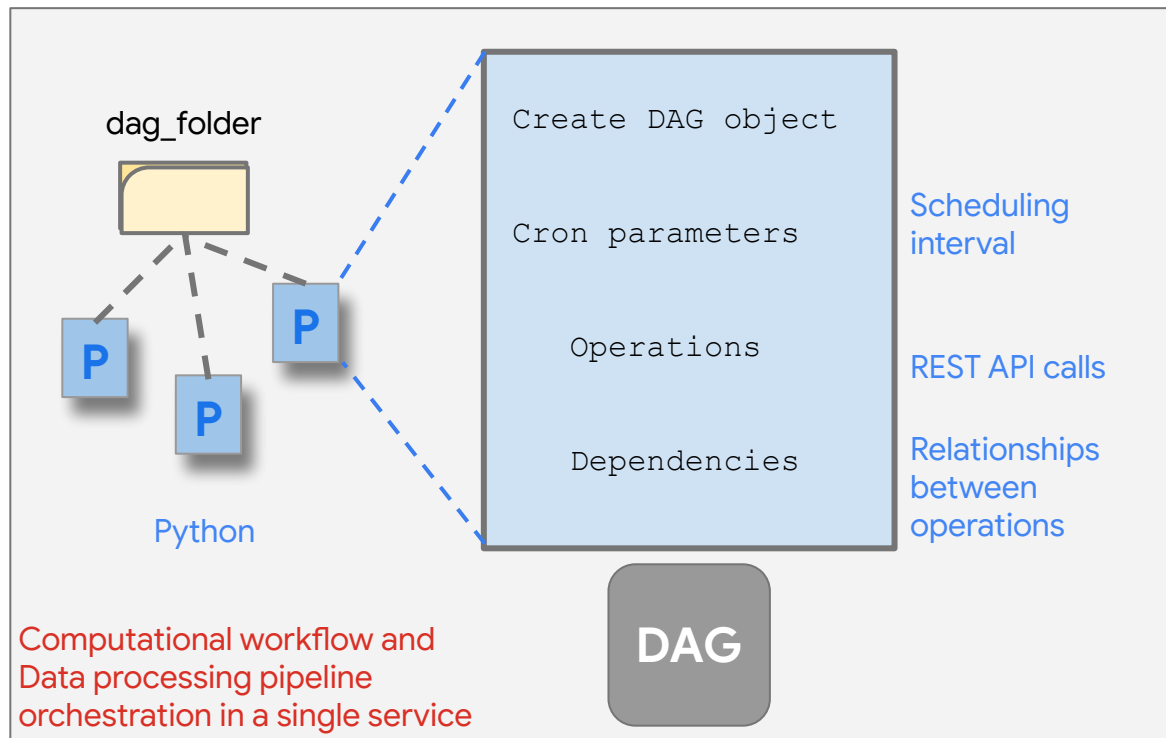 dag_folder
P
P
P
Python
Create DAG object
Cron parameters
Operations
Dependencies
Scheduling
interval
REST API calls
Relationships
between
operations
DAG
Computational workflow and
Data processing pipeline
orchestration in a single service